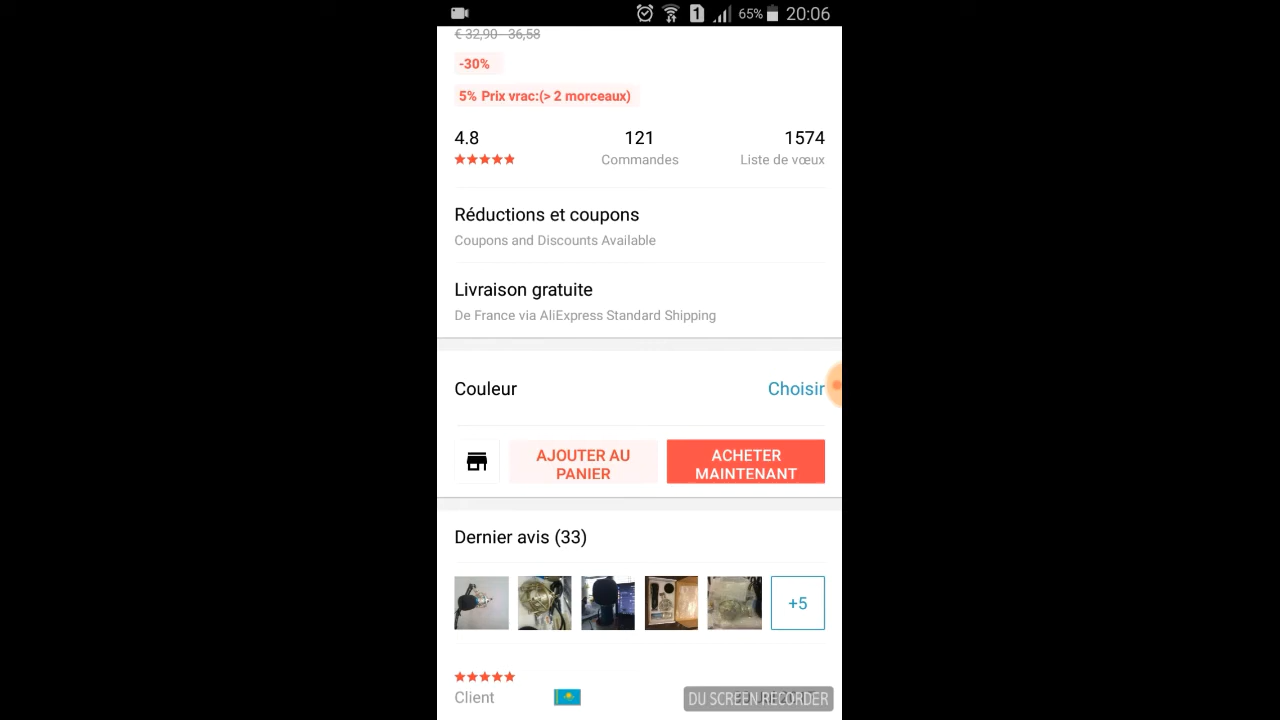 1 65% 20:06
€ 32,90 - 36,58
-30%
5% Prix vrac:(> 2 morceaux)
4.8 121 1574
Commandes Liste de vœux
Réductions et coupons
Coupons and Discounts Available
Livraison gratuite
De France via AliExpress Standard Shipping
Couleur Choisir
AJOUTER AU PANIER
ACHETER MAINTENANT
Dernier avis (33)
+5
Client
DU SCREEN RECORDER